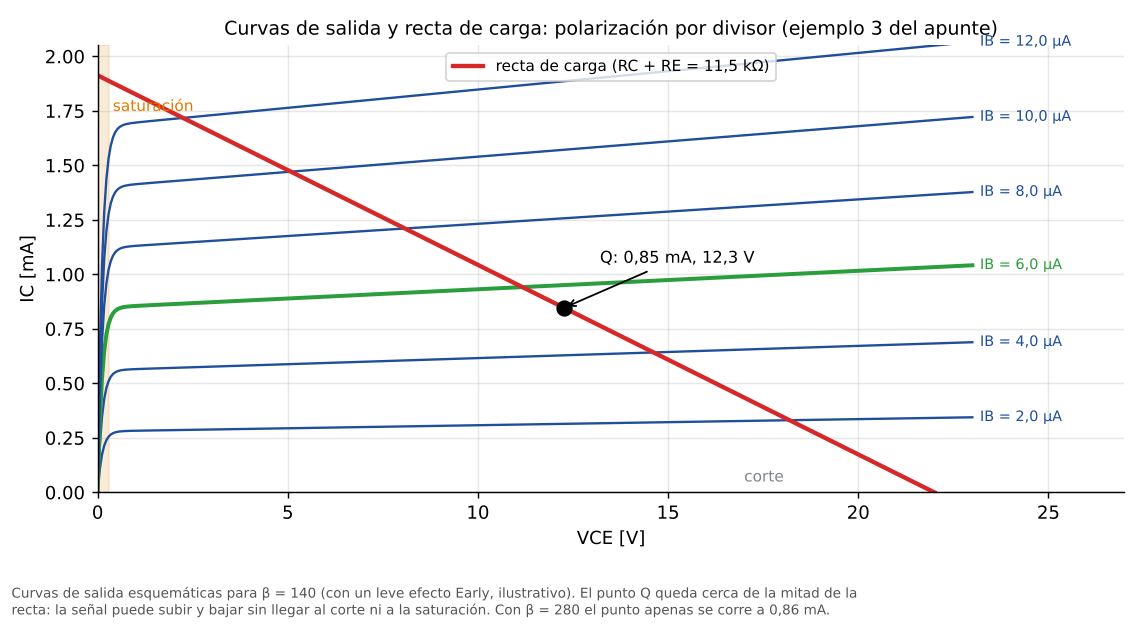 Curvas de salida y recta de carga: polarización por divisor (ejemplo 3 del apunte)
IB = 12,0 µA
2.00
recta de carga (RC + RE = 11,5 kΩ)
saturación
1.75
IB = 10,0 µA
1.50
IB = 8,0 µA
1.25
Q: 0,85 mA, 12,3 V
IB = 6,0 µA
1.00
IC [mA]
0.75
IB = 4,0 µA
0.50
IB = 2,0 µA
0.25
corte
0.00
0 5 10 15 20 25
VCE [V]
Curvas de salida esquemáticas para β = 140 (con un leve efecto Early, ilustrativo). El punto Q queda cerca de la mitad de la
recta: la señal puede subir y bajar sin llegar al corte ni a la saturación. Con β = 280 el punto apenas se corre a 0,86 mA.